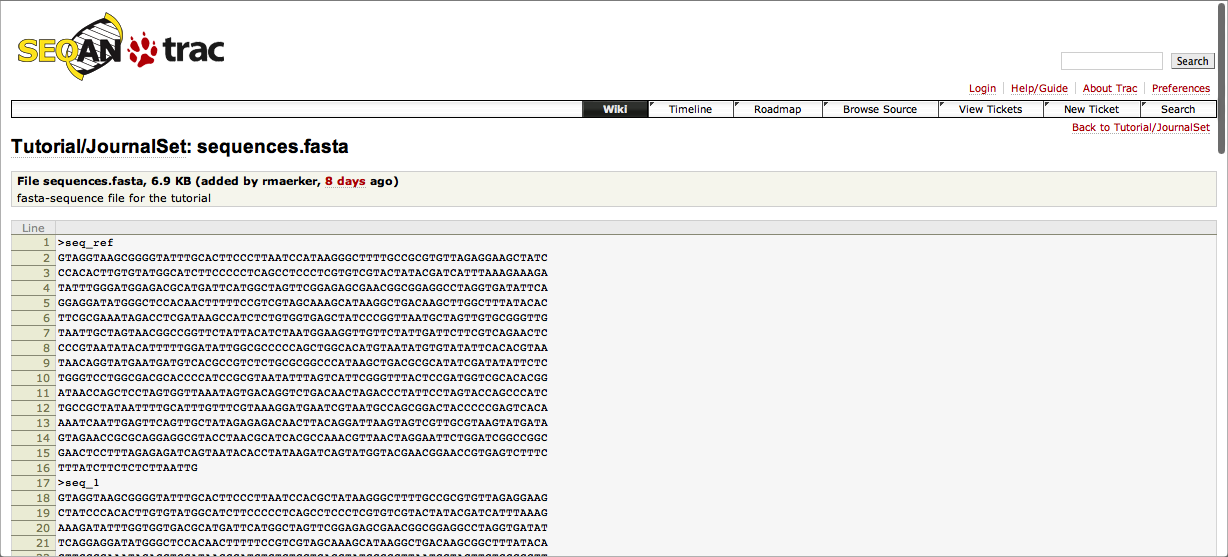 SEQAN trac
Search
Login Help/Guide About Trac Preferences
Wiki Timeline Roadmap Browse Source View Tickets New Ticket Search
Back to Tutorial/JournalSet
Tutorial/JournalSet: sequences.fasta
File sequences.fasta, 6.9 KB (added by rmaerker, 8 days ago)
fasta-sequence file for the tutorial
Line
1 >seq_ref
2 GTAGGTAAGCGGGGTATTTGCACTTCCCTTAATCCATAAGGGCTTTTGCCGCGTGTTAGAGGAAGCTATC
3 CCACACTTGTGTATGGCATCTTCCCCCTCAGCCTCCCTCGTGTCGTACTATACGATCATTTAAAGAAAGA
4 TATTTGGGATGGAGACGCATGATTCATGGCTAGTTCGGAGAGCGAACGGCGGAGGCCTAGGTGATATTCA
5 GGAGGATATGGGCTCCACAACTTTTTCCGTCGTAGCAAAGCATAAGGCTGACAAGCTTGGCTTTATACAC
6 TTCGCGAAATAGACCTCGATAAGCCATCTCTGTGGTGAGCTATCCCGGTTAATGCTAGTTGTGCGGGTTG
7 TAATTGCTAGTAACGGCCGGTTCTATTACATCTAATGGAAGGTTGTTCTATTGATTCTTCGTCAGAACTC
8 CCCGTAATATACATTTTTGGATATTGGCGCCCCCAGCTGGCACATGTAATATGTGTATATTCACACGTAA
9 TAACAGGTATGAATGATGTCACGCCGTCTCTGCGCGGCCCATAAGCTGACGCGCATATCGATATATTCTC
10 TGGGTCCTGGCGACGCACCCCATCCGCGTAATATTTAGTCATTCGGGTTTACTCCGATGGTCGCACACGG
11 ATAACCAGCTCCTAGTGGTTAAATAGTGACAGGTCTGACAACTAGACCCTATTCCTAGTACCAGCCCATC
12 TGCCGCTATAATTTTGCATTTGTTTCGTAAAGGATGAATCGTAATGCCAGCGGACTACCCCCGAGTCACA
13 AAATCAATTGAGTTCAGTTGCTATAGAGAGACAACTTACAGGATTAAGTAGTCGTTGCGTAAGTATGATA
14 GTAGAACCGCGCAGGAGGCGTACCTAACGCATCACGCCAAACGTTAACTAGGAATTCTGGATCGGCCGGC
15 GAACTCCTTTAGAGAGATCAGTAATACACCTATAAGATCAGTATGGTACGAACGGAACCGTGAGTCTTTC
16 TTTATCTTCTCTCTTAATTG
17 >seq_1
18 GTAGGTAAGCGGGGTATTTGCACTTCCCTTAATCCACGCTATAAGGGCTTTTGCCGCGTGTTAGAGGAAG
19 CTATCCCACACTTGTGTATGGCATCTTCCCCCTCAGCCTCCCTCGTGTCGTACTATACGATCATTTAAAG
20 AAAGATATTTGGTGGTGACGCATGATTCATGGCTAGTTCGGAGAGCGAACGGCGGAGGCCTAGGTGATAT
21 TCAGGAGGATATGGGCTCCACAACTTTTTCCGTCGTAGCAAAGCATAAGGCTGACAAGCGGCTTTATACA